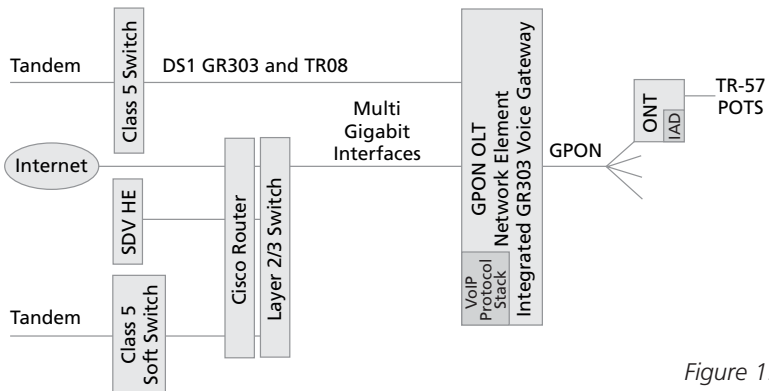 Tandem
Class 5 Switch
DS1 GR303 and TR08
Internet
SDV HE
Tandem
Class 5
Soft Switch
Cisco Router
Layer 2/3 Switch
Multi
Gigabit
Interfaces
GPON OLT
Network Element
Integrated GR303 Voice Gateway
VoIP
Protocol
Stack
GPON
ONT
IAD
TR-57
POTS
Figure 1